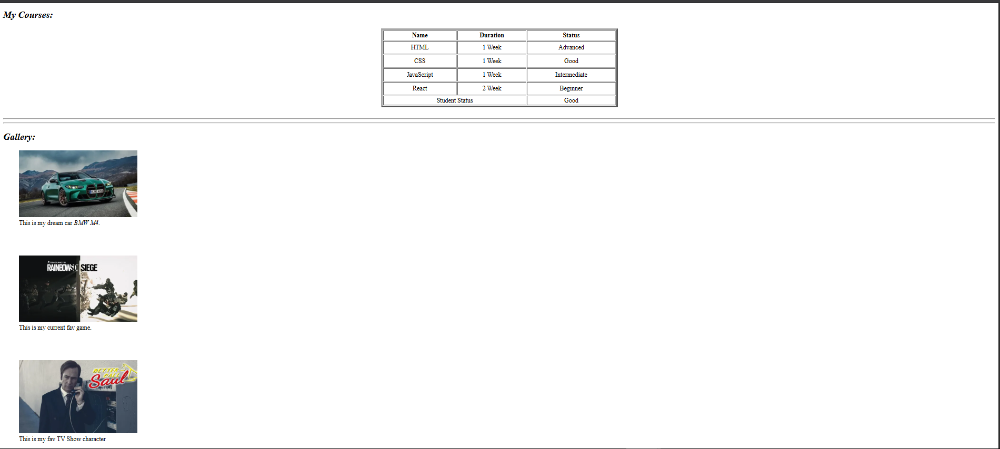 My Courses:
Name Duration Status
HTML 1 Week Advanced
CSS 1 Week Good
JavaScript 1 Week Intermediate
React 2 Week Beginner
Student Status Good
Gallery:
This is my dream car BMW M4.
TOM CLANCY'S
RAINBOWSIX SIEGE
This is my current fav game.
BETTER
CALL
Saul
This is my fav TV Show character